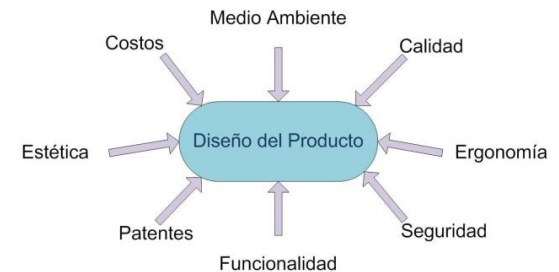 Medio Ambiente
Costos
Calidad
Diseño del Producto
Estética
Ergonomía
Patentes
Seguridad
Funcionalidad